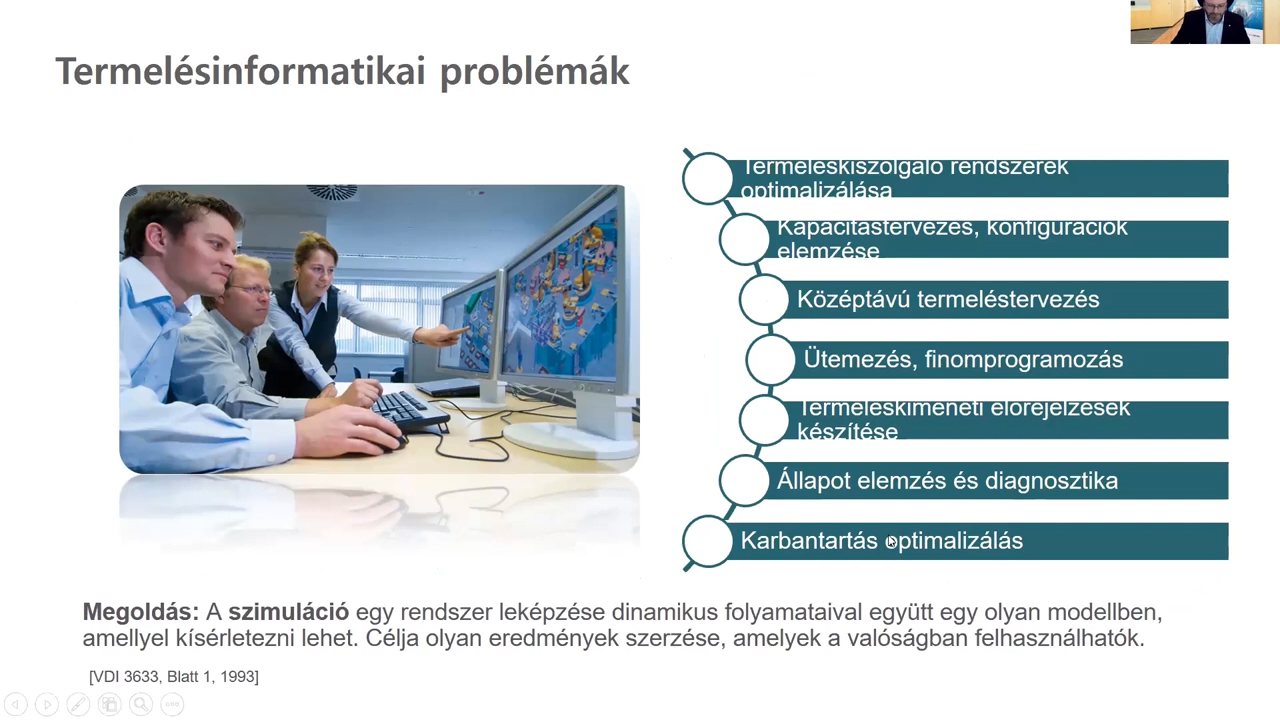 Termelésinformatikai problémák
Termeléskiszolgáló rendszerek
optimalizálása
Kapacitástervezés, konfigurációk
elemzése
Középtávú termeléstervezés
Ütemezés, finomprogramozás
Termeléskimeneti előrejelzések
készítése
Állapot elemzés és diagnosztika
Karbantartás optimalizálás
Megoldás: A szimuláció egy rendszer leképzése dinamikus folyamataival együtt egy olyan modellben,
amellyel kísérletezni lehet. Célja olyan eredmények szerzése, amelyek a valóságban felhasználhatók.
[VDI 3633, Blatt 1, 1993]